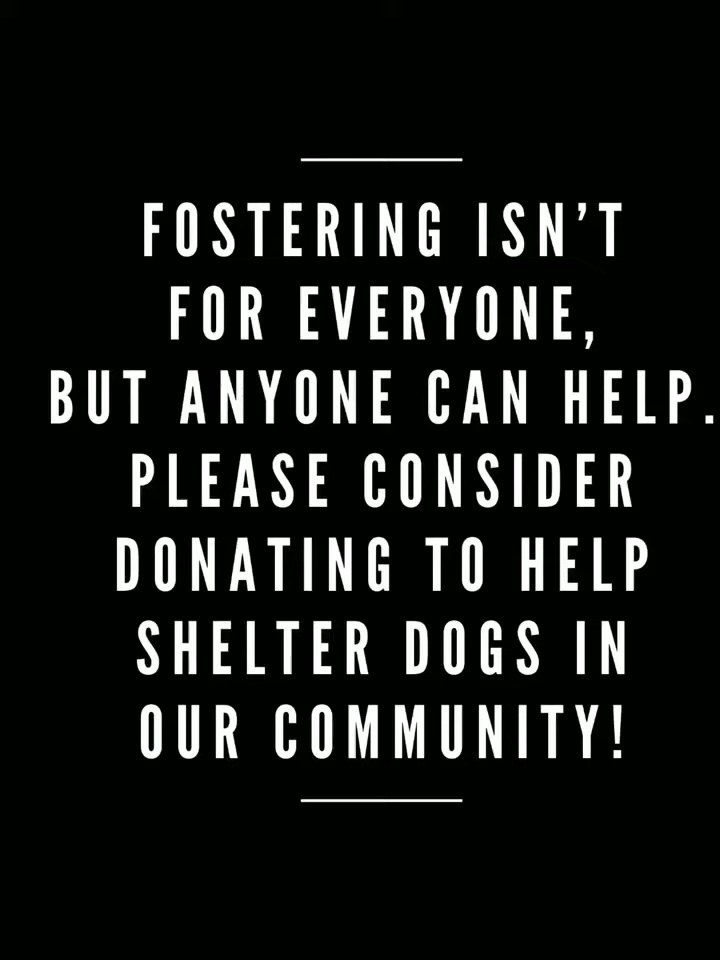 FOSTERING ISN'T
FOR EVERYONE,
BUT ANYONE CAN HELP.
PLEASE CONSIDER
DONATING TO HELP
SHELTER DOGS IN
OUR COMMUNITY!